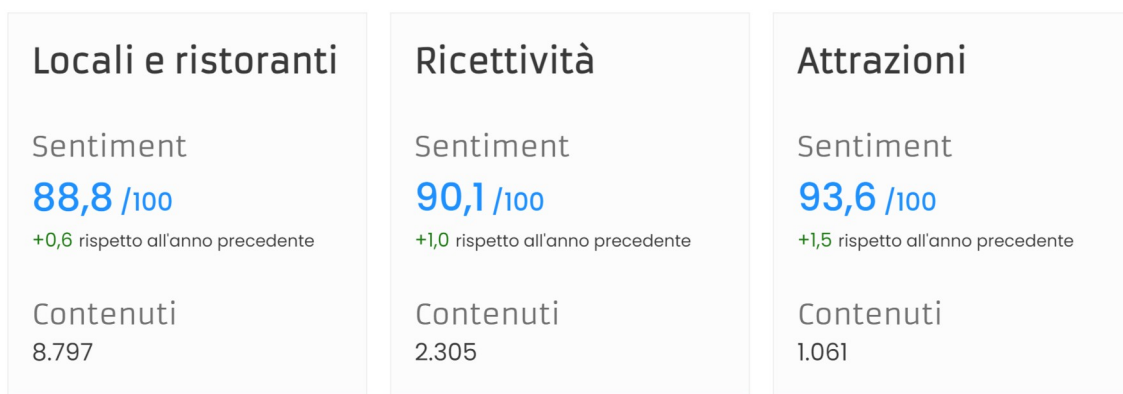 Locali e ristoranti
Sentiment
88,8 /100
+0,6 rispetto all'anno precedente
Contenuti
8.797
Ricettività
Sentiment
90,1 /100
+1,0 rispetto all'anno precedente
Contenuti
2.305
Attrazioni
Sentiment
93,6 /100
+1,5 rispetto all'anno precedente
Contenuti
1.061